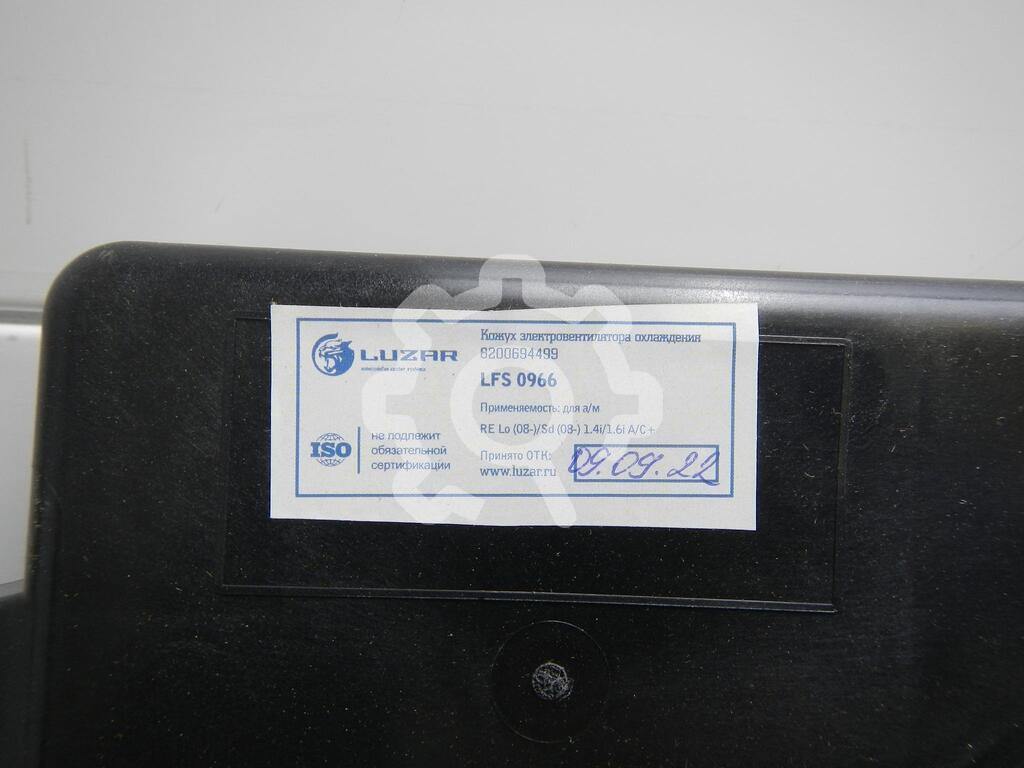 LUZAR
Кожух электровентилятора охлаждения
8200694499
LFS 0966
Применяемость: для а/м
RE Lo (08-)/Sd (08-) 1.4i/1.6i A/C+
ISO
не подлежит
обязательной
сертификации
Принято ОТК:
www.luzar.ru
09.09.22